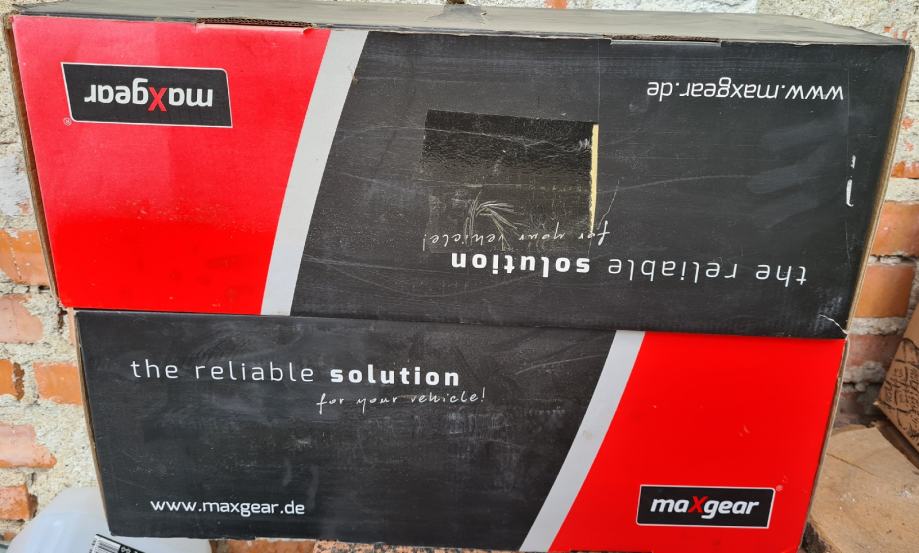 maxgear
www.maxgear.de
the reliable solution
for your vehicle!
the reliable solution
for your vehicle!
www.maxgear.de
maxgear